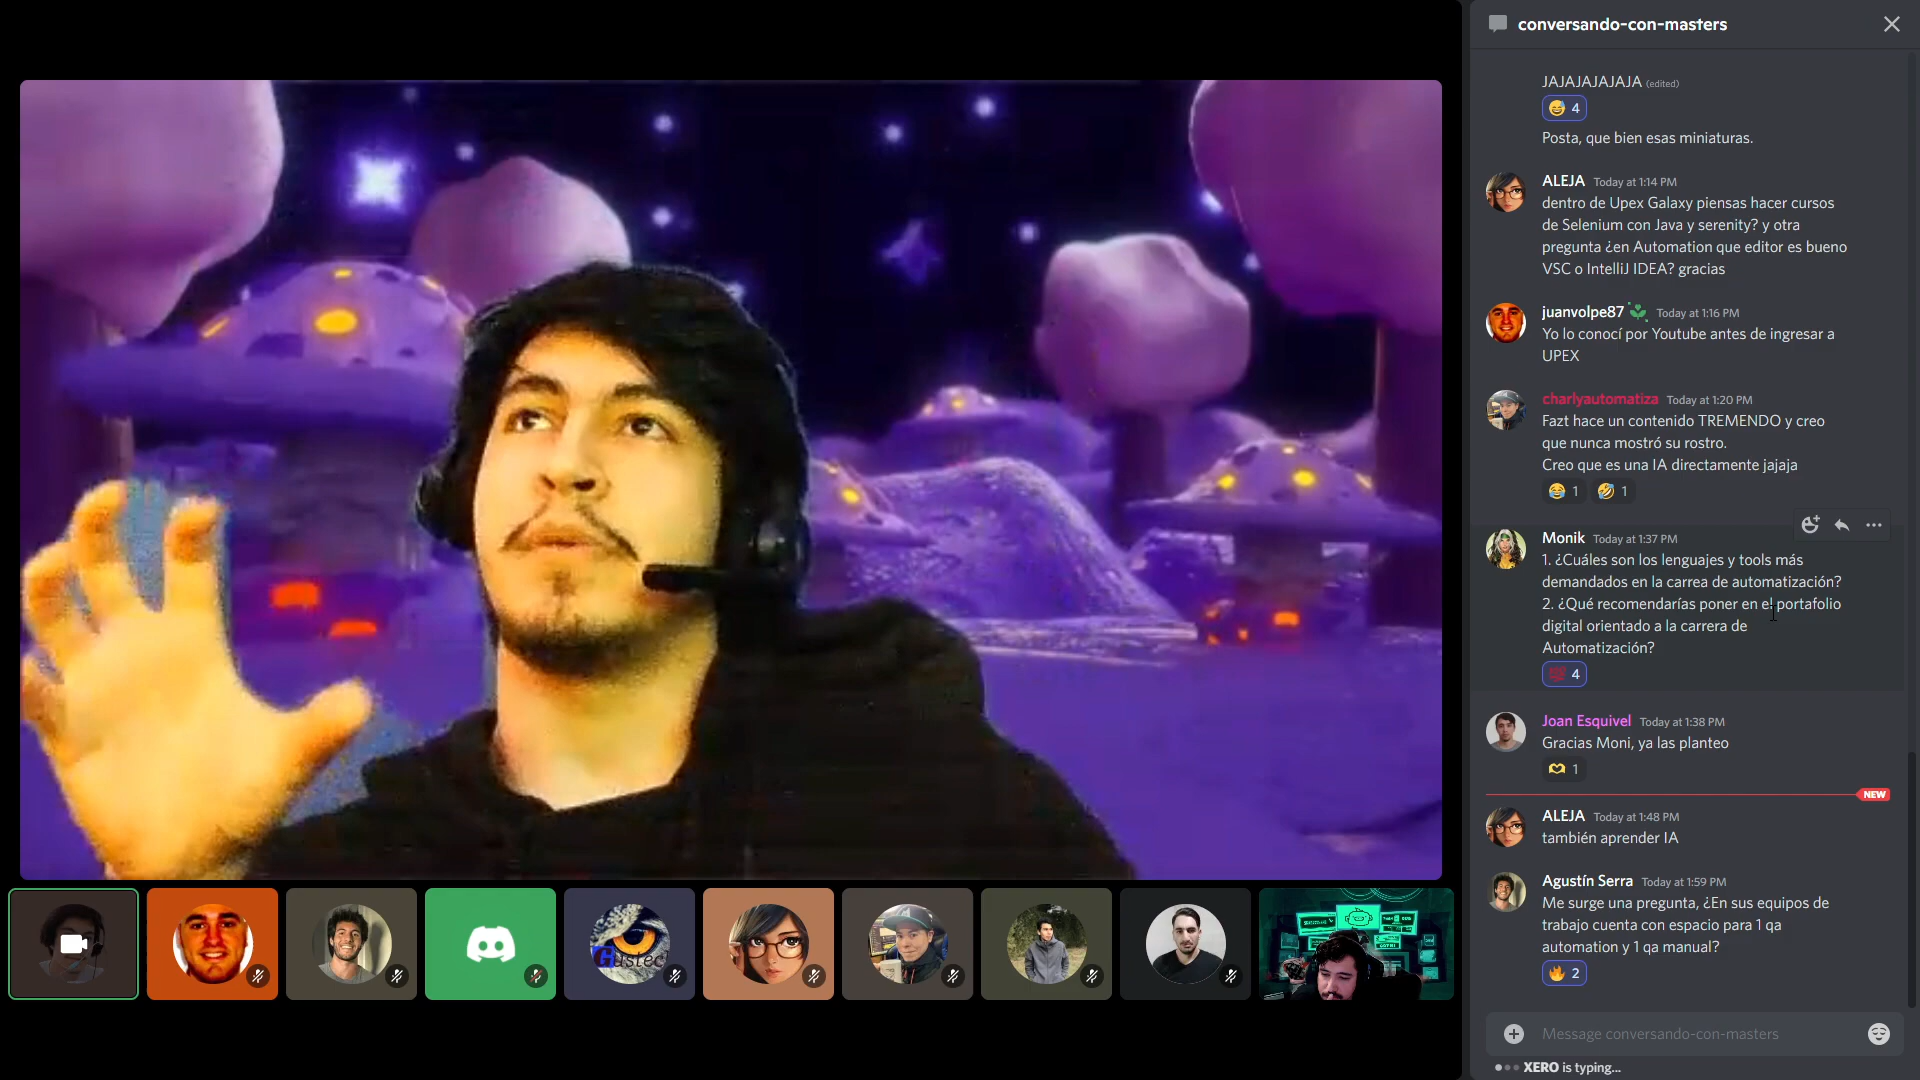 conversando-con-masters
JAJAJAJAJAJA (edited)
4
Posta, que bien esas miniaturas.
ALEJA Today at 1:14 PM
dentro de Upex Galaxy piensas hacer cursos
de Selenium con Java y serenity? y otra
pregunta ¿en Automation que editor es bueno
VSC o IntelliJ IDEA? gracias
juanvolpe87 Today at 1:16 PM
Yo lo conocí por Youtube antes de ingresar a
UPEX
charlyautomatiza Today at 1:20 PM
Fazt hace un contenido TREMENDO y creo
que nunca mostró su rostro.
Creo que es una IA directamente jajaja
1 1
Monik Today at 1:37 PM
1. ¿Cuáles son los lenguajes y tools más
demandados en la carrea de automatización?
2. ¿Qué recomendarías poner en el portafolio
digital orientado a la carrera de
Automatización?
4
Joan Esquivel Today at 1:38 PM
Gracias Moni, ya las planteo
1
NEW
ALEJA Today at 1:48 PM
también aprender IA
Agustín Serra Today at 1:59 PM
Me surge una pregunta, ¿En sus equipos de
trabajo cuenta con espacio para 1 qa
automation y 1 qa manual?
2
Message conversando-con-masters
XERO is typing...